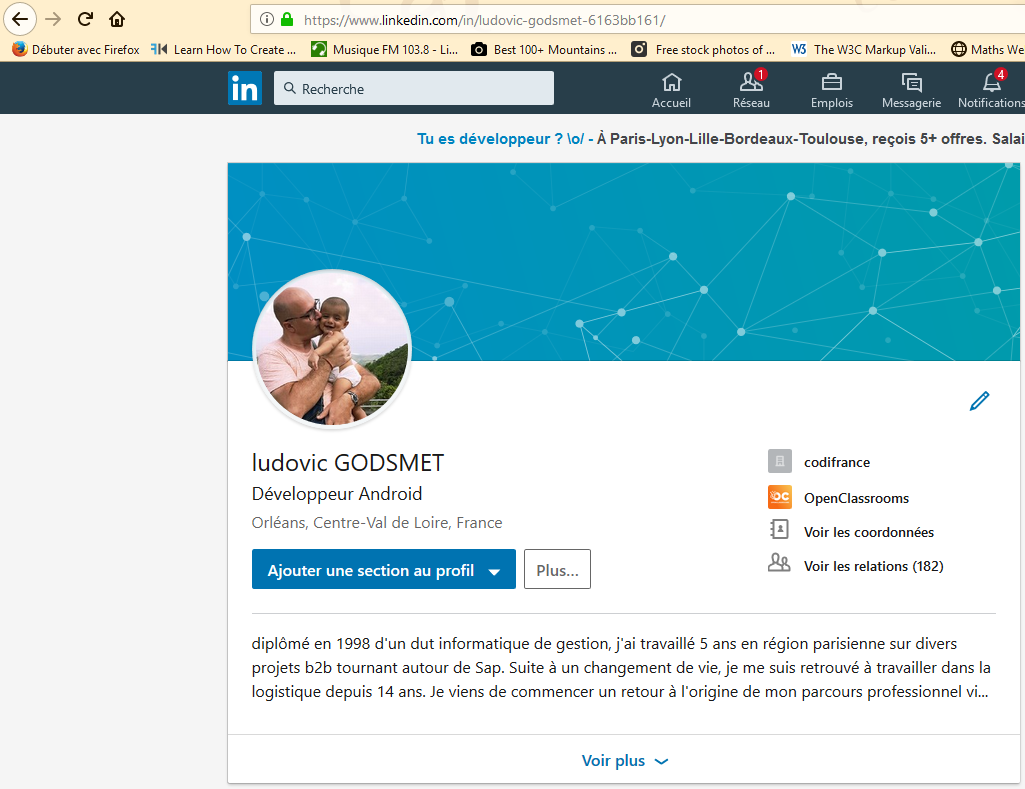 https://www.linkedin.com/in/ludovic-godsmet-6163bb161/
Débuter avec Firefox Learn How To Create ... Musique FM 103.8 - Li... Best 100+ Mountains ... Free stock photos of ... W3 The W3C Markup Vali... Maths We
in Recherche
1 4
Accueil Réseau Emplois Messagerie Notifications
Tu es développeur ? \o/ - À Paris-Lyon-Lille-Bordeaux-Toulouse, reçois 5+ offres. Salai
ludovic GODSMET
Développeur Android
Orléans, Centre-Val de Loire, France
Ajouter une section au profil Plus...
codifrance
OC OpenClassrooms
Voir les coordonnées
Voir les relations (182)
diplômé en 1998 d'un dut informatique de gestion, j'ai travaillé 5 ans en région parisienne sur divers
projets b2b tournant autour de Sap. Suite à un changement de vie, je me suis retrouvé à travailler dans la
logistique depuis 14 ans. Je viens de commencer un retour à l'origine de mon parcours professionnel vi...
Voir plus